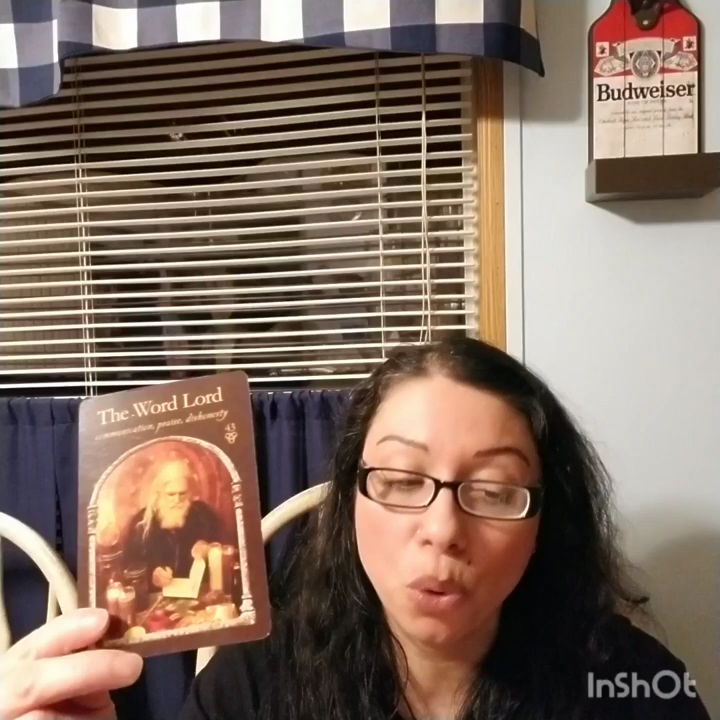 Budweiser
The Word Lord
communication, praise, dishonesty
43
InShOt